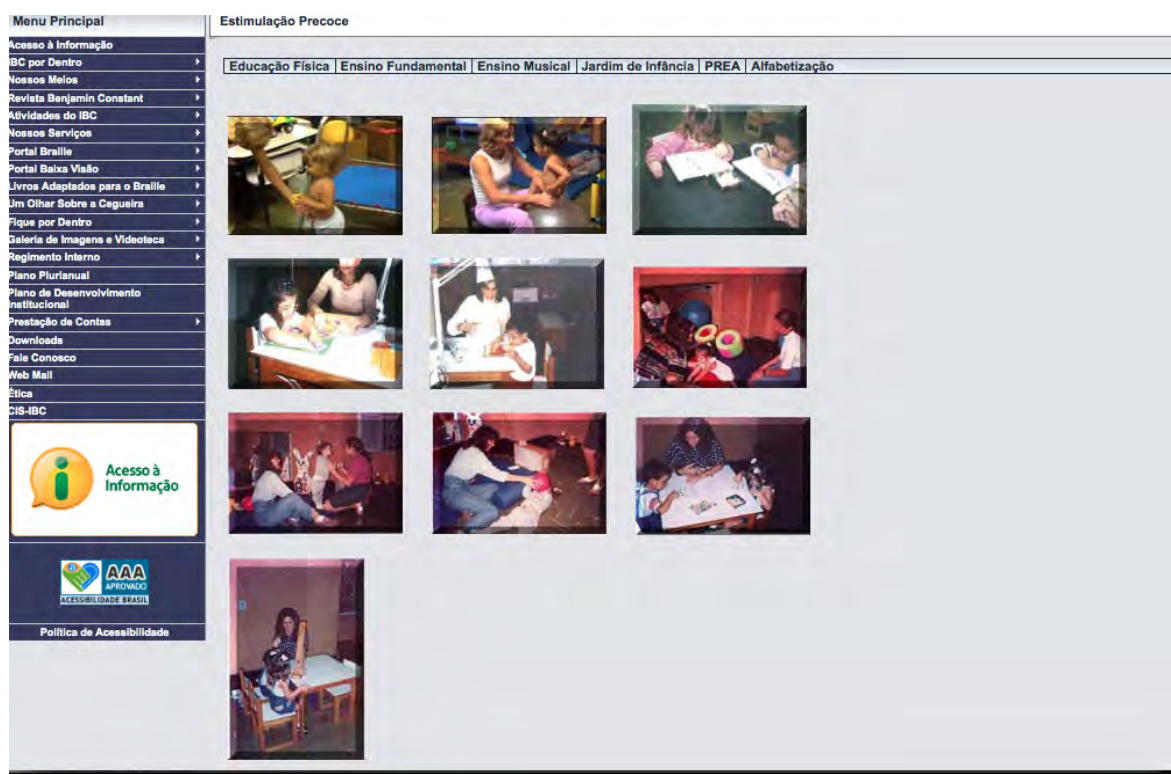 Menu Principal
Estimulação Precoce
Acesso à Informação
IBC por Dentro
Nossos Meios
Revista Benjamin Constant
Atividades do IBC
Nossos Serviços
Portal Braille
Portal Baixa Visão
Livros Adaptados para o Braille
Um Olhar Sobre a Cegueira
Fique por Dentro
Galeria de Imagens e Videoteca
Regimento Interno
Plano Plurianual
Plano de Desenvolvimento
Institucional
Prestação de Contas
Downloads
Fale Conosco
Web Mail
Ética
CIS-IBC
Acesso à
Informação
AAA
APROVADO
ACESSIBILIDADE BRASIL
Política de Acessibilidade
Educação Física | Ensino Fundamental | Ensino Musical | Jardim de Infância | PREA | Alfabetização